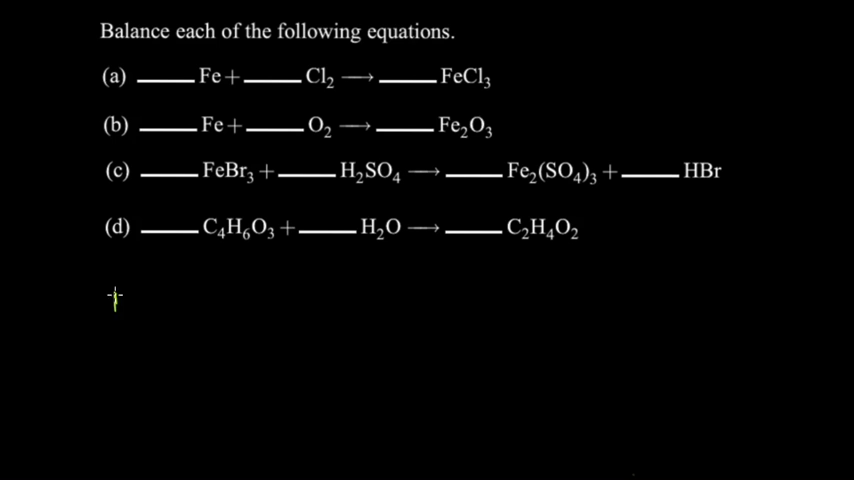 Balance each of the following equations.
(a) ____ Fe + ____ Cl₂ ⟶ ____ FeCl₃
(b) ____ Fe + ____ O₂ ⟶ ____ Fe₂O₃
(c) ____ FeBr₃ + ____ H₂SO₄ ⟶ ____ Fe₂(SO₄)₃ + ____ HBr
(d) ____ C₄H₆O₃ + ____ H₂O ⟶ ____ C₂H₄O₂